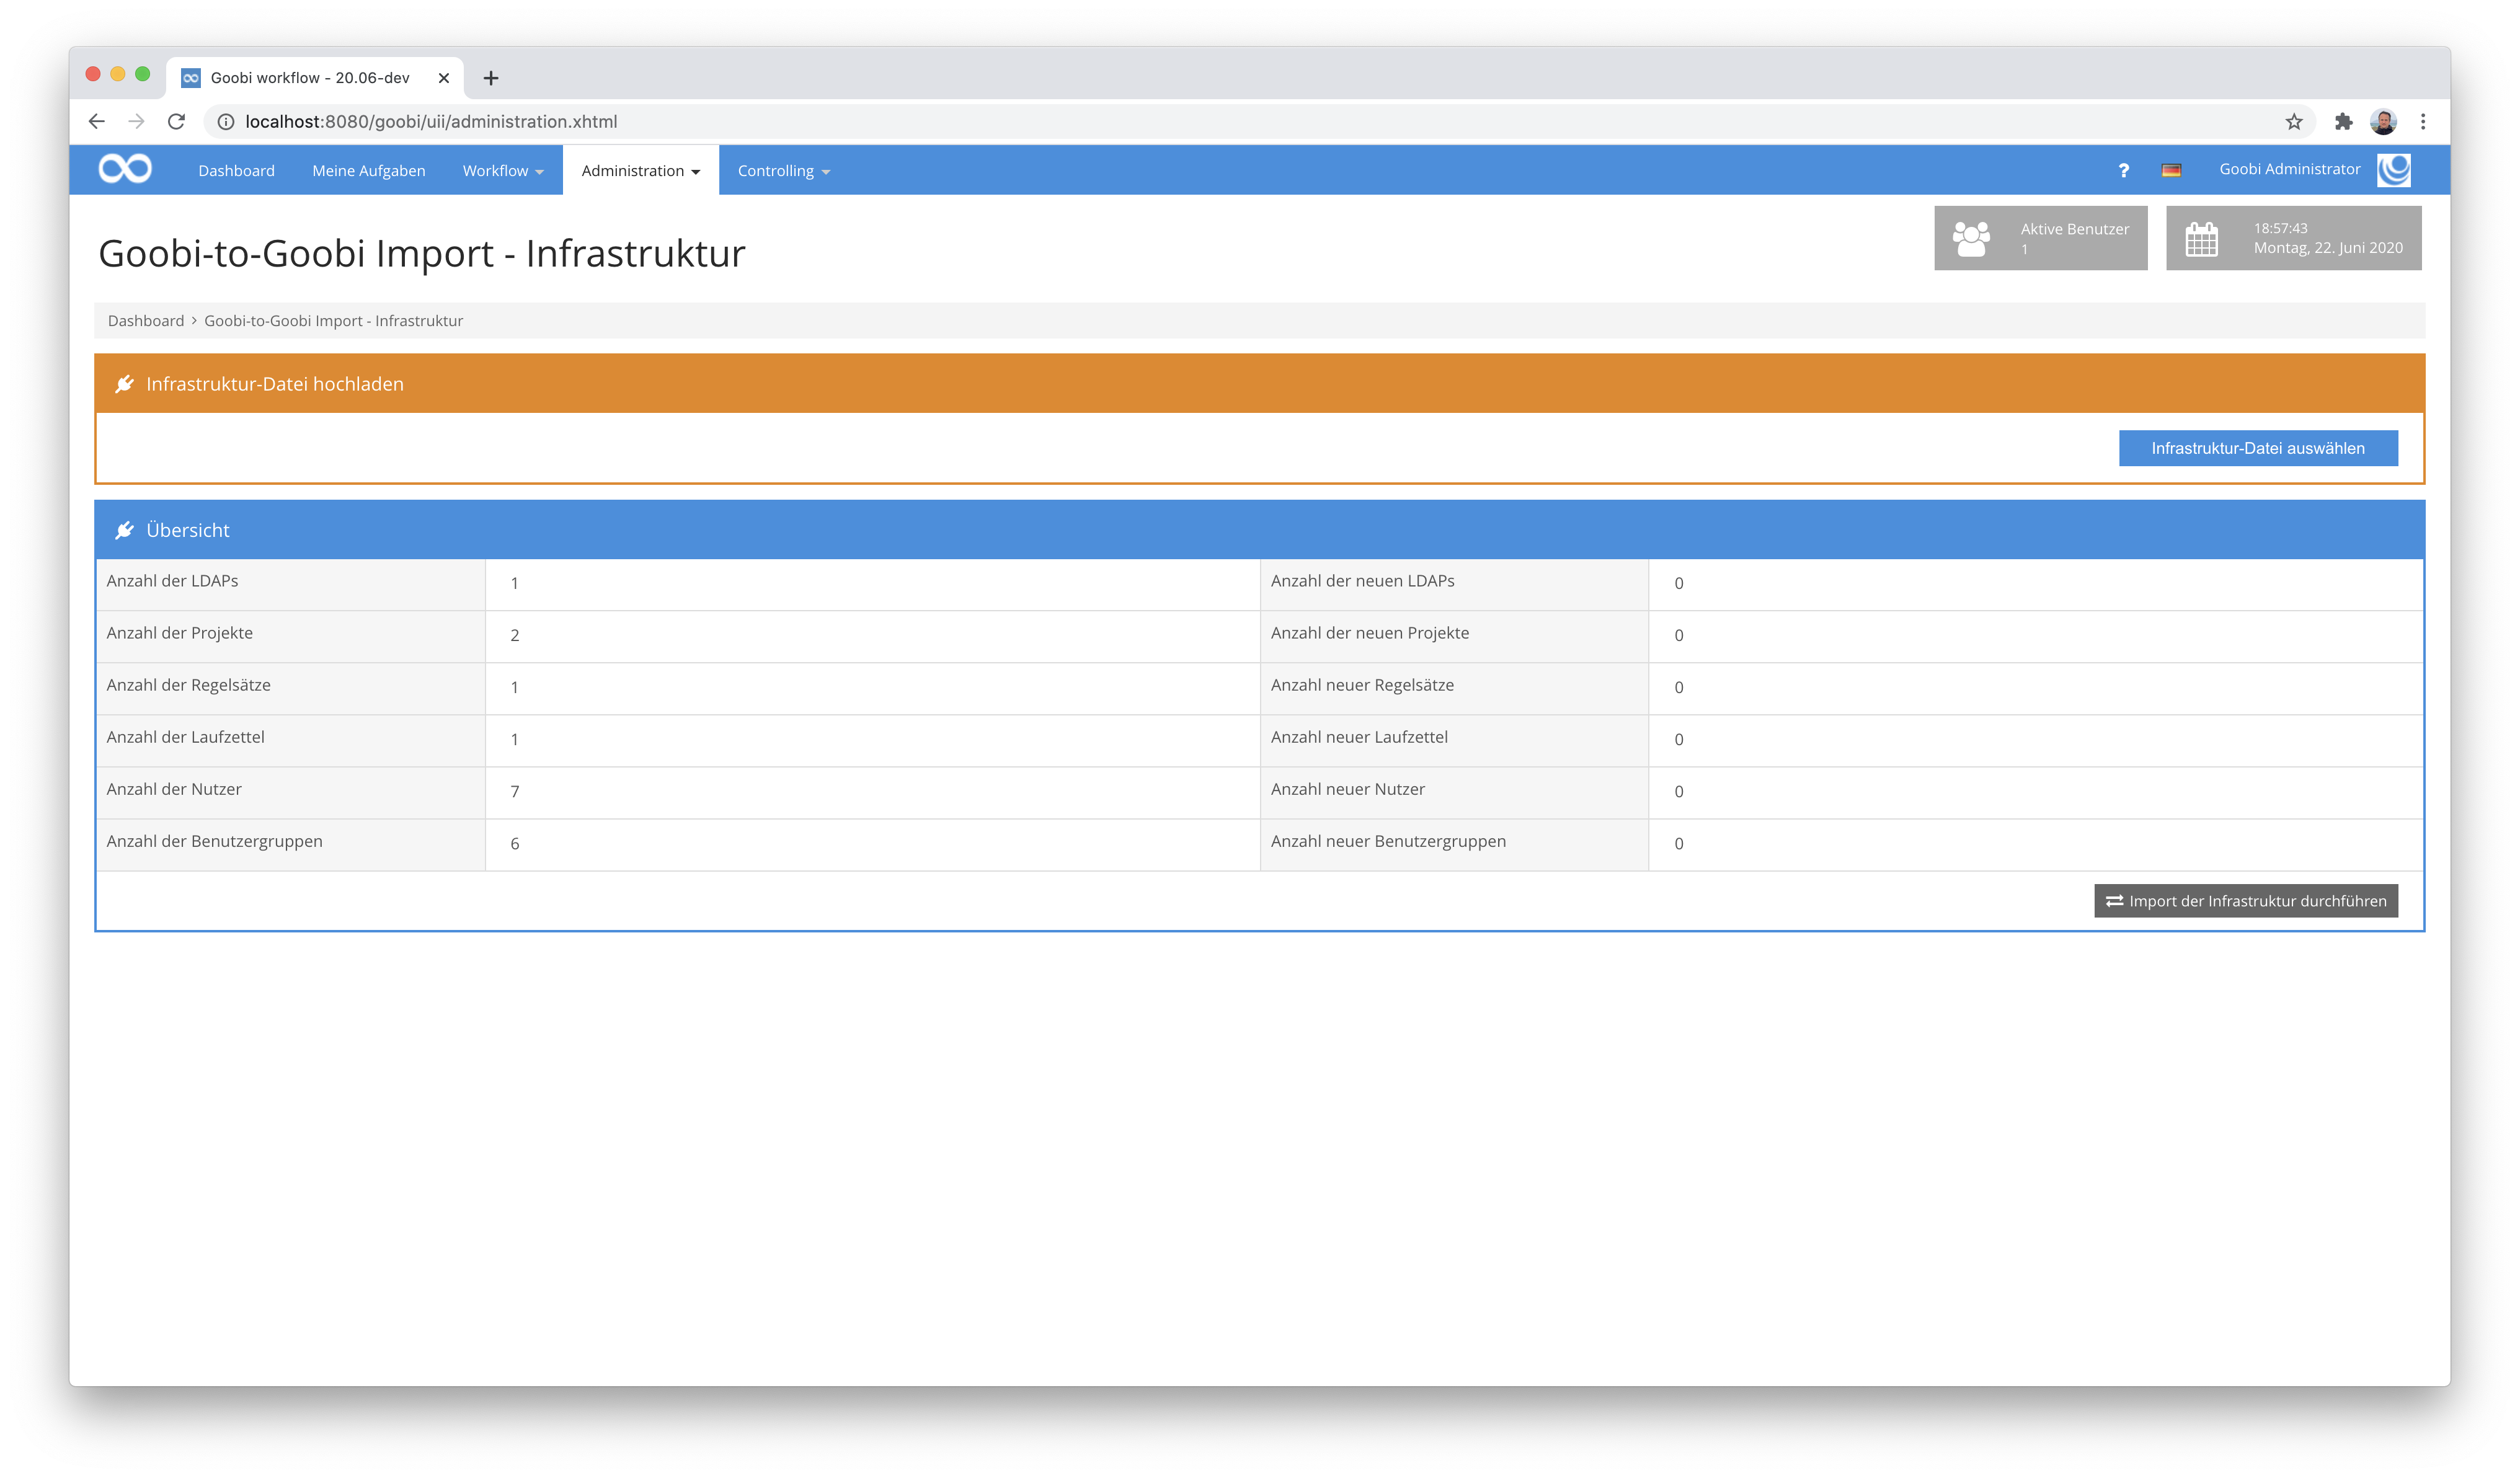 Goobi workflow - 20.06-dev
localhost:8080/goobi/uii/administration.xhtml
Dashboard Meine Aufgaben Workflow Administration Controlling ? Goobi Administrator
Goobi-to-Goobi Import - Infrastruktur
Aktive Benutzer
1
18:57:43
Montag, 22. Juni 2020
Dashboard > Goobi-to-Goobi Import - Infrastruktur
Infrastruktur-Datei hochladen
Infrastruktur-Datei auswählen
Übersicht
Anzahl der LDAPs 1 Anzahl der neuen LDAPs 0
Anzahl der Projekte 2 Anzahl der neuen Projekte 0
Anzahl der Regelsätze 1 Anzahl neuer Regelsätze 0
Anzahl der Laufzettel 1 Anzahl neuer Laufzettel 0
Anzahl der Nutzer 7 Anzahl neuer Nutzer 0
Anzahl der Benutzergruppen 6 Anzahl neuer Benutzergruppen 0
Import der Infrastruktur durchführen